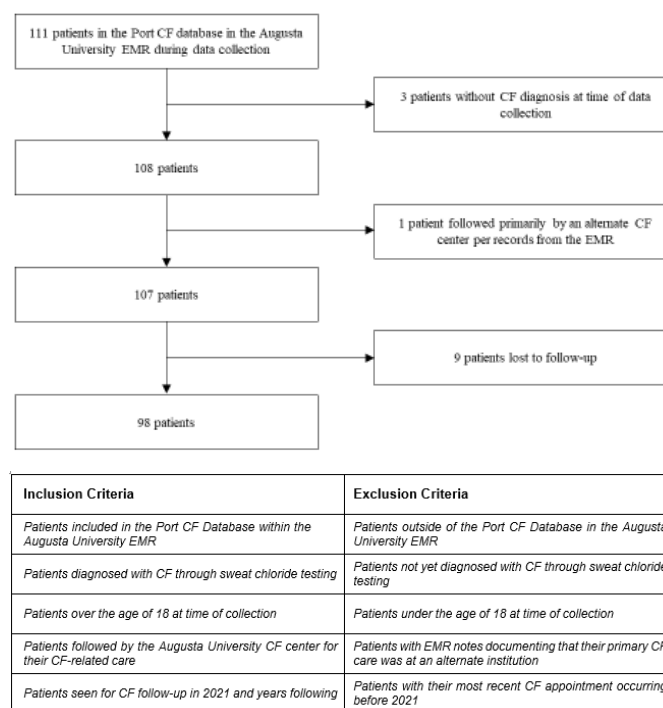 111 patients in the Port CF database in the Augusta
University EMR during data collection
3 patients without CF diagnosis at time of data
collection
108 patients
1 patient followed primarily by an alternate CF
center per records from the EMR
107 patients
9 patients lost to follow-up
98 patients
Inclusion Criteria
Exclusion Criteria
Patients included in the Port CF Database within the
Augusta University EMR
Patients outside of the Port CF Database in the Augusta
University EMR
Patients diagnosed with CF through sweat chloride testing
Patients not yet diagnosed with CF through sweat chloride
testing
Patients over the age of 18 at time of collection
Patients under the age of 18 at time of collection
Patients followed by the Augusta University CF center for
their CF-related care
Patients with EMR notes documenting that their primary CF
care was at an alternate institution
Patients seen for CF follow-up in 2021 and years following
Patients with their most recent CF appointment occurring
before 2021